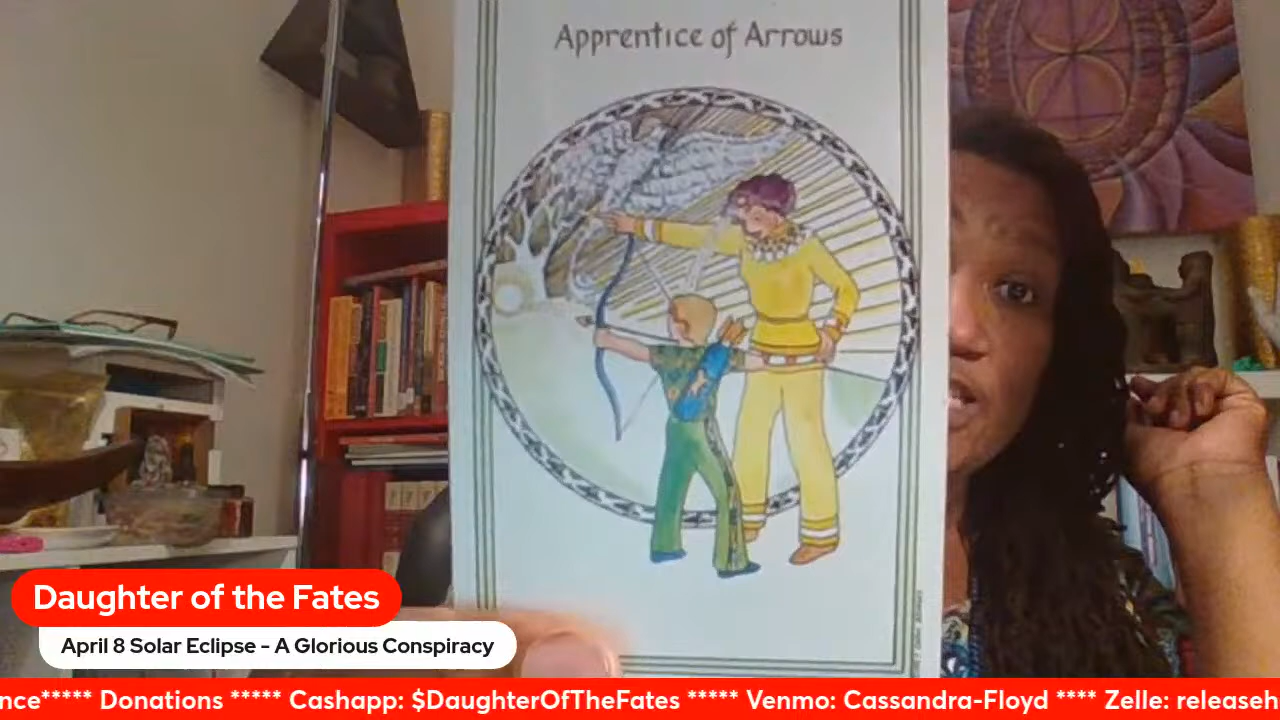 Apprentice of Arrows
Daughter of the Fates
April 8 Solar Eclipse - A Glorious Conspiracy
nce***** Donations ***** Cashapp: $DaughterOfTheFates ***** Venmo: Cassandra-Floyd **** Zelle: releaseh